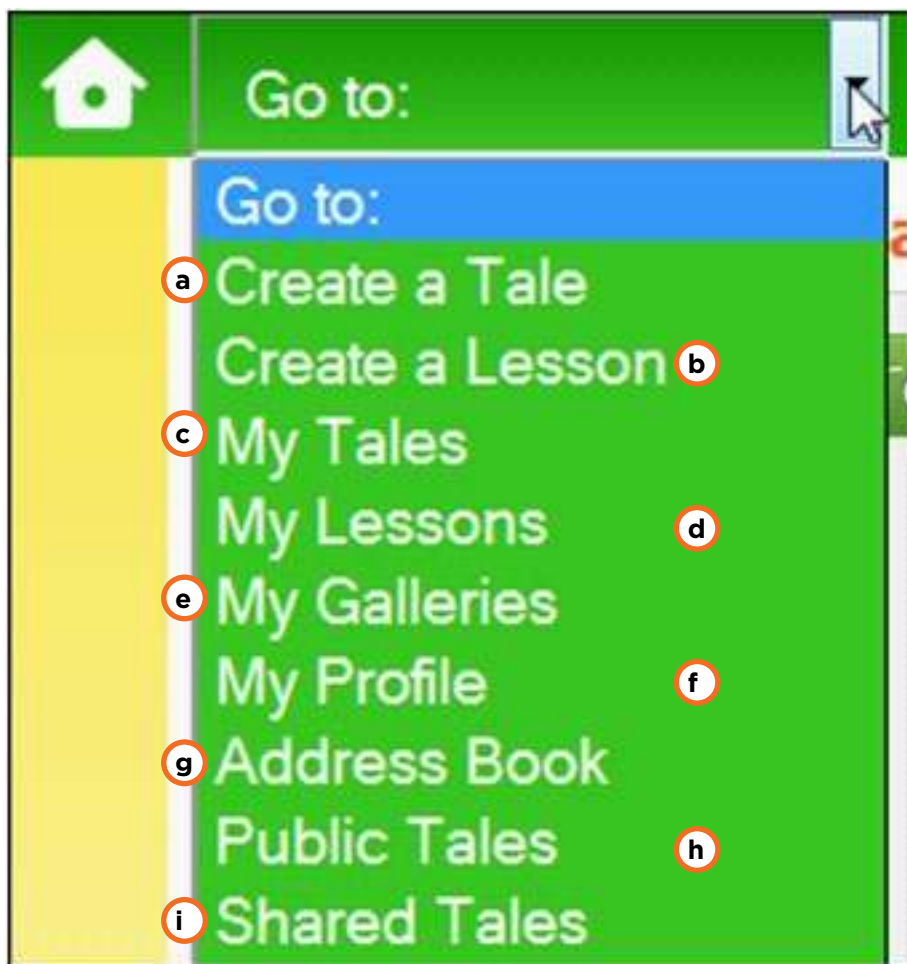 Go to:
Go to:
a Create a Tale
Create a Lesson b
c My Tales
My Lessons d
e My Galleries
My Profile f
g Address Book
Public Tales h
i Shared Tales